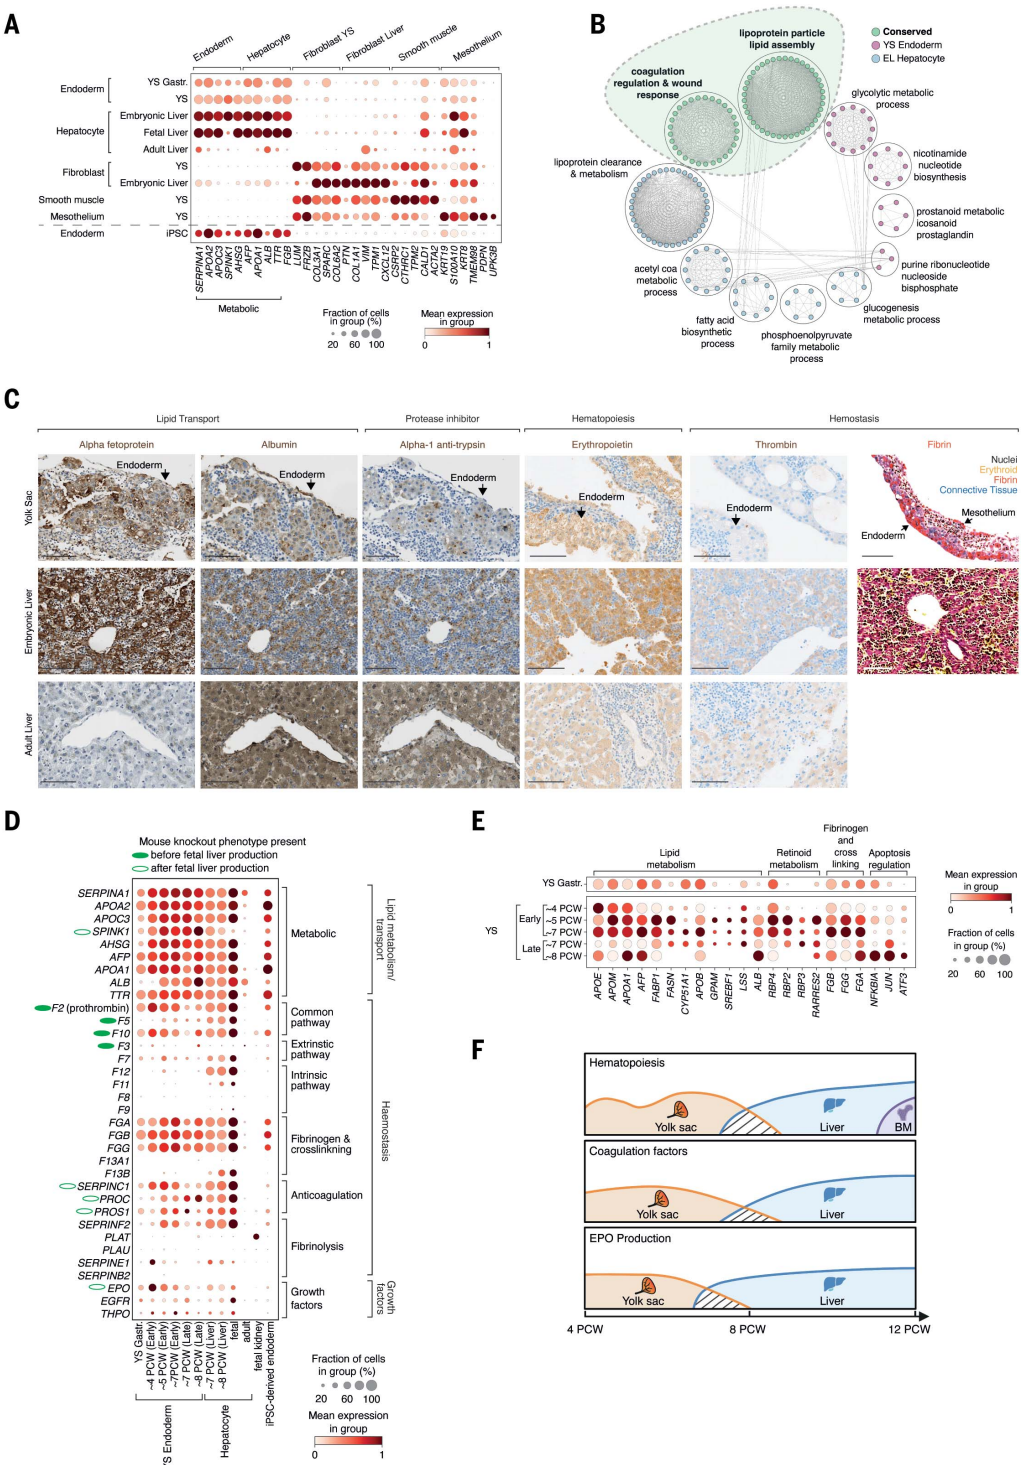 A
Endoderm
Hepatocyte
Fibroblast YS
Fibroblast Liver
Smooth muscle
Mesothelium
Endoderm
YS Gastr.
YS
Hepatocyte
Embryonic Liver
Fetal Liver
Adult Liver
Fibroblast
YS
Embryonic Liver
Smooth muscle YS
Mesothelium YS
Endoderm iPSC
SERPINA1
APOA2
APOC3
SPINK1
AHSG
AFP
APOA1
ALB
TTR
FGB
LUM
FRZB
COL3A1
SPARC
COL6A2
PTN
COL1A1
VIM
TPM1
CXCL12
CSRP2
CTHRC1
TPM2
CALD1
ACTA2
KRT19
S100A10
KRT8
TMEM98
PDPN
UPK3B
Metabolic
Fraction of cells
in group (%)
20 60 100
Mean expression
in group
0 1
B
Conserved
YS Endoderm
EL Hepatocyte
lipoprotein particle
lipid assembly
coagulation
regulation & wound
response
glycolytic metabolic
process
nicotinamide
nucleotide
biosynthesis
lipoprotein clearance
& metabolism
prostanoid metabolic
icosanoid
prostaglandin
purine ribonucleotide
nucleoside
bisphosphate
acetyl coa
metabolic
process
glucogenesis
metabolic process
fatty acid
biosynthetic
process
phosphoenolpyruvate
family metabolic
process
C
Lipid Transport
Protease inhibitor
Hematopoiesis
Hemostasis
Alpha fetoprotein
Albumin
Alpha-1 anti-trypsin
Erythropoietin
Thrombin
Fibrin
Yolk Sac
Endoderm
Endoderm
Endoderm
Endoderm
Endoderm
Nuclei
Erythroid
Fibrin
Connective Tissue
Mesothelium
Endoderm
Embryonic Liver
Adult Liver
D
Mouse knockout phenotype present
before fetal liver production
after fetal liver production
SERPINA1
APOA2
APOC3
SPINK1
AHSG
AFP
APOA1
ALB
TTR
F2 (prothrombin)
F5
F10
F3
F7
F12
F11
F8
F9
FGA
FGB
FGG
F13A1
F13B
SERPINC1
PROC
PROS1
SEPRINF2
PLAT
PLAU
SERPINE1
SERPINB2
EPO
EGFR
THPO
Metabolic
Common
pathway
Extrinstic
pathway
Intrinsic
pathway
Fibrinogen &
crosslinkning
Anticoagulation
Fibrinolysis
Growth
factors
Lipid metabolism/
transport
Haemostasis
Growth
factors
YS Gastr.
~4 PCW (Early)
~5 PCW (Early)
~7PCW (Early)
~7 PCW (Late)
~8 PCW (Late)
~7 PCW (Liver)
~8 PCW (Liver)
fetal
adult
fetal kidney
iPSC-derived endoderm
YS Endoderm
Hepatocyte
Fraction of cells
in group (%)
20 60 100
Mean expression
in group
0 1
E
Lipid
metabolism
Retinoid
metabolism
Fibrinogen
and
cross
linking
Apoptosis
regulation
YS Gastr.
YS
Early
~4 PCW
~5 PCW
~7 PCW
Late
~7 PCW
~8 PCW
APOE
APOM
APOA1
AFP
FABP1
FASN
CYP51A1
APOB
GPAM
SREBF1
LSS
ALB
RBP4
RBP2
RBP3
RARRES2
FGB
FGG
FGA
NFKBIA
JUN
ATF3
Mean expression
in group
0 1
Fraction of cells
in group (%)
20 60 100
F
Hematopoiesis
Yolk sac
Liver
BM
Coagulation factors
Yolk sac
Liver
EPO Production
Yolk sac
Liver
4 PCW
8 PCW
12 PCW